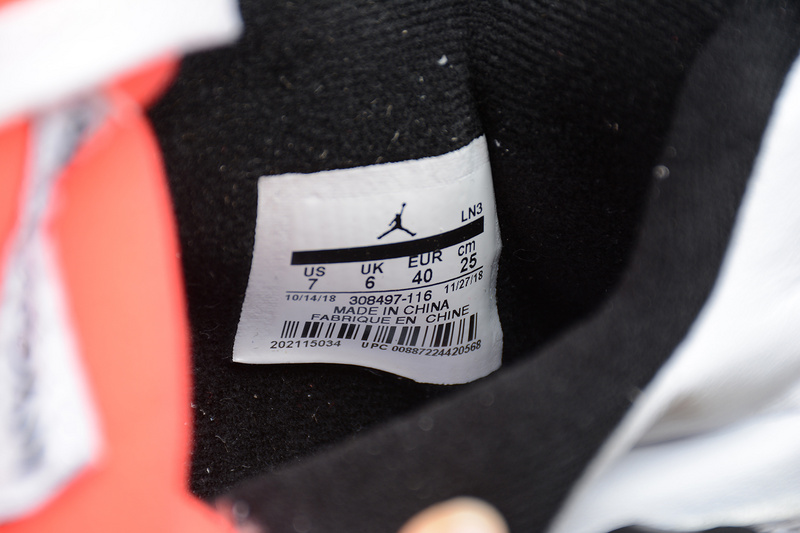 LN3
US UK EUR cm
7 6 40 25
10/14/18 308497-116 11/27/18
MADE IN CHINA
FABRIQUE EN CHINE
202115034 UPC 00887224420568